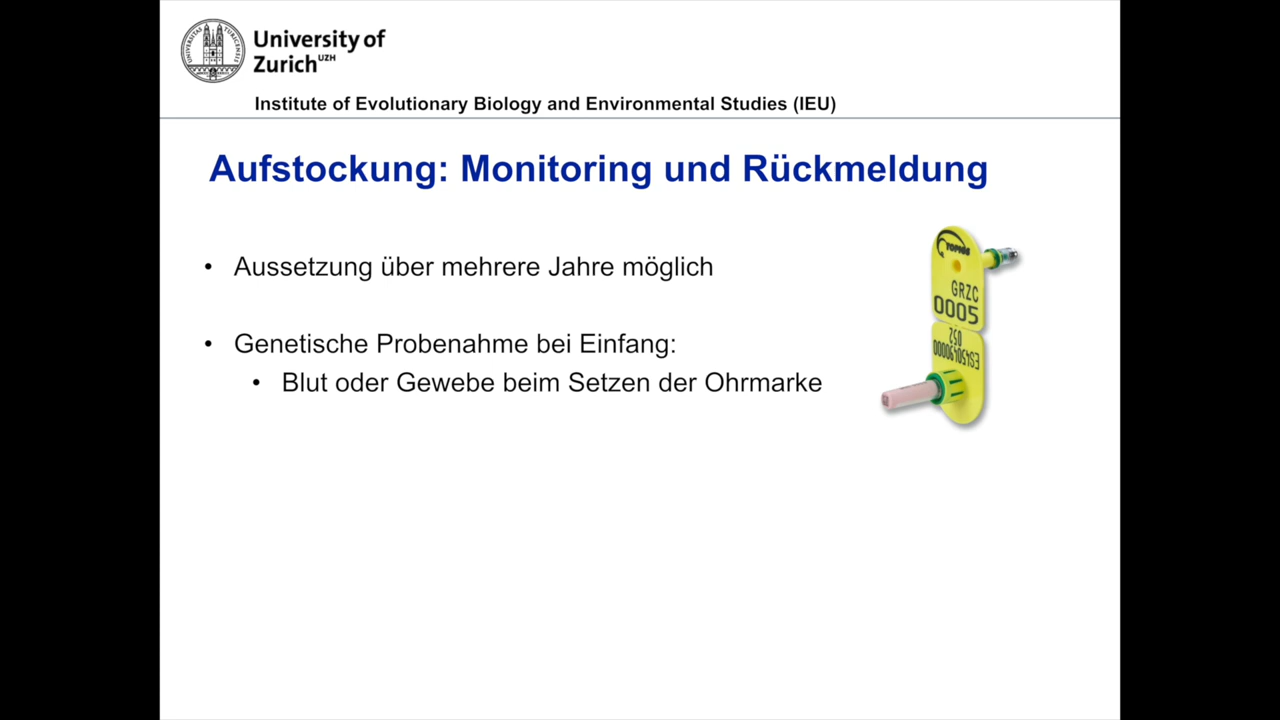 University of
Zurich UZH
Institute of Evolutionary Biology and Environmental Studies (IEU)
Aufstockung: Monitoring und Rückmeldung
• Aussetzung über mehrere Jahre möglich
• Genetische Probenahme bei Einfang:
• Blut oder Gewebe beim Setzen der Ohrmarke
GRZC
0005
052